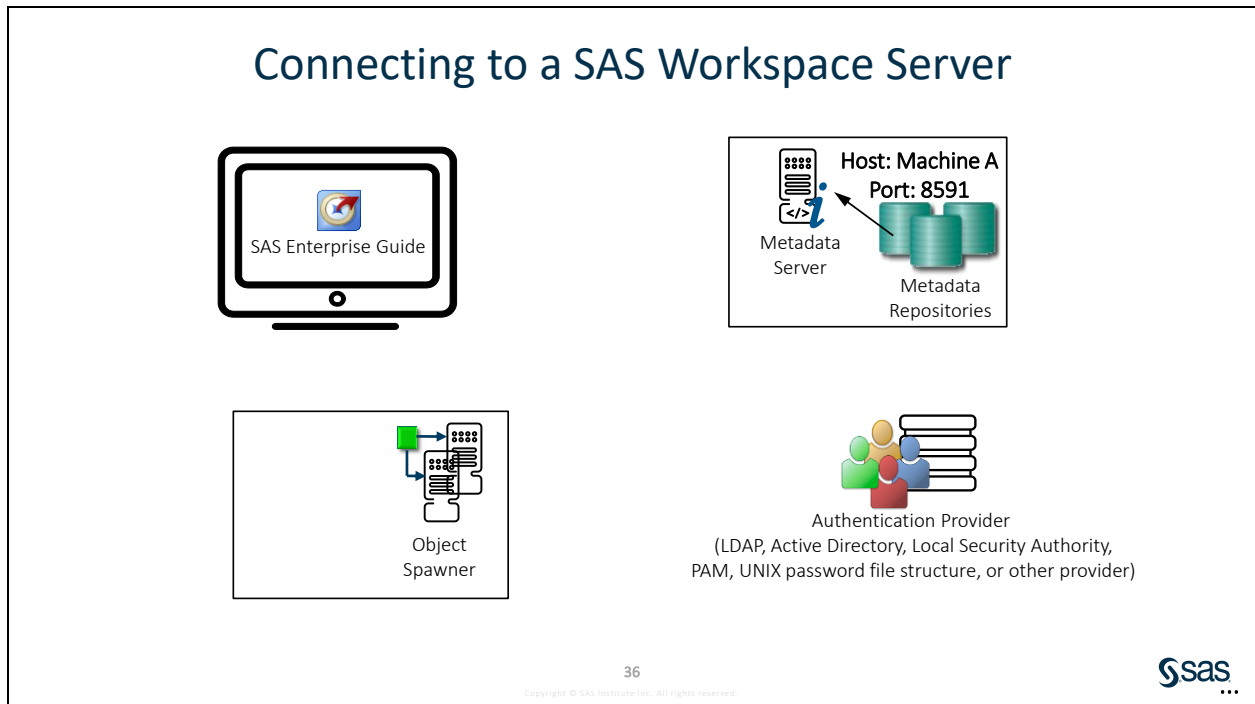 Connecting to a SAS Workspace Server
SAS Enterprise Guide
Host: Machine A
Port: 8591
</>
i
Metadata
Server
Metadata
Repositories
Object
Spawner
Authentication Provider
(LDAP, Active Directory, Local Security Authority,
PAM, UNIX password file structure, or other provider)
36
Copyright © SAS Institute Inc. All rights reserved.
sas
...